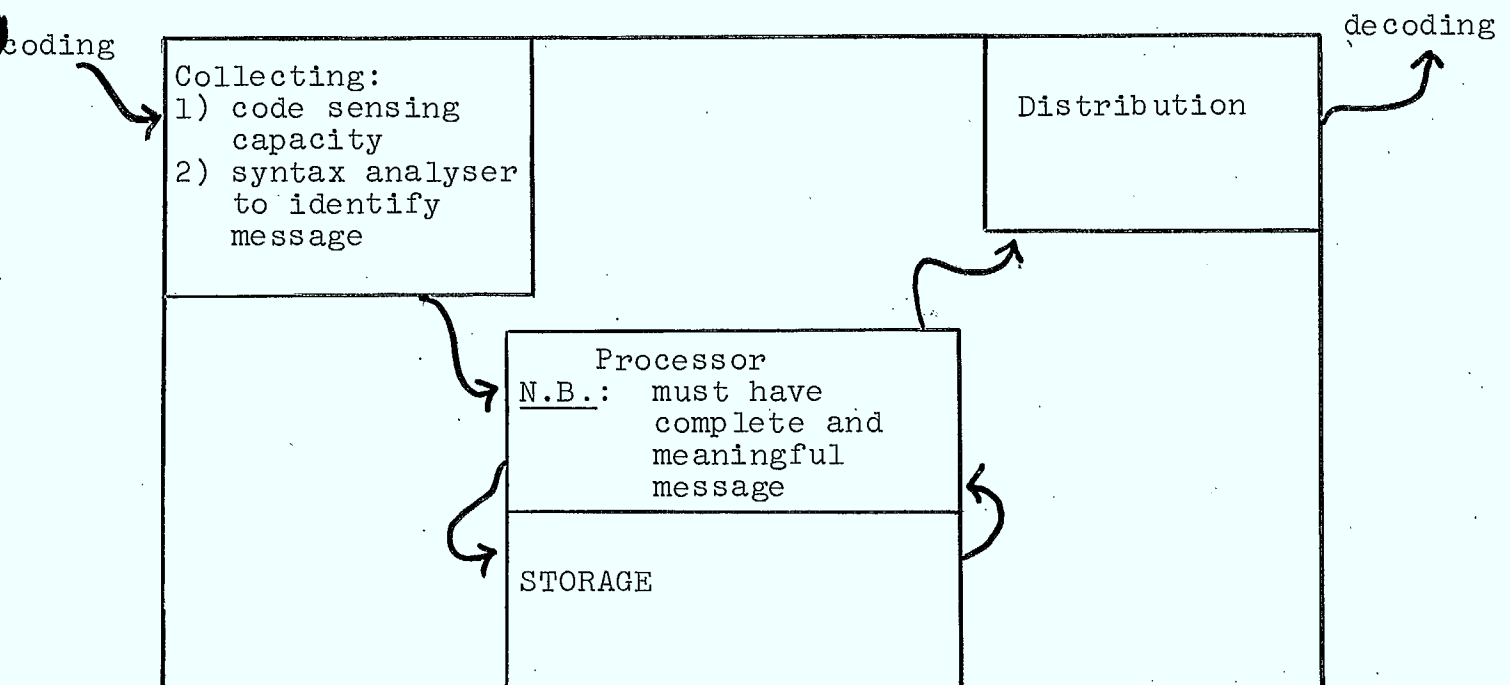 coding
Collecting:
1) code sensing
capacity
2) syntax analyser
to identify
message
Distribution
decoding
Processor
N.B.: must have
complete and
meaningful
message
STORAGE